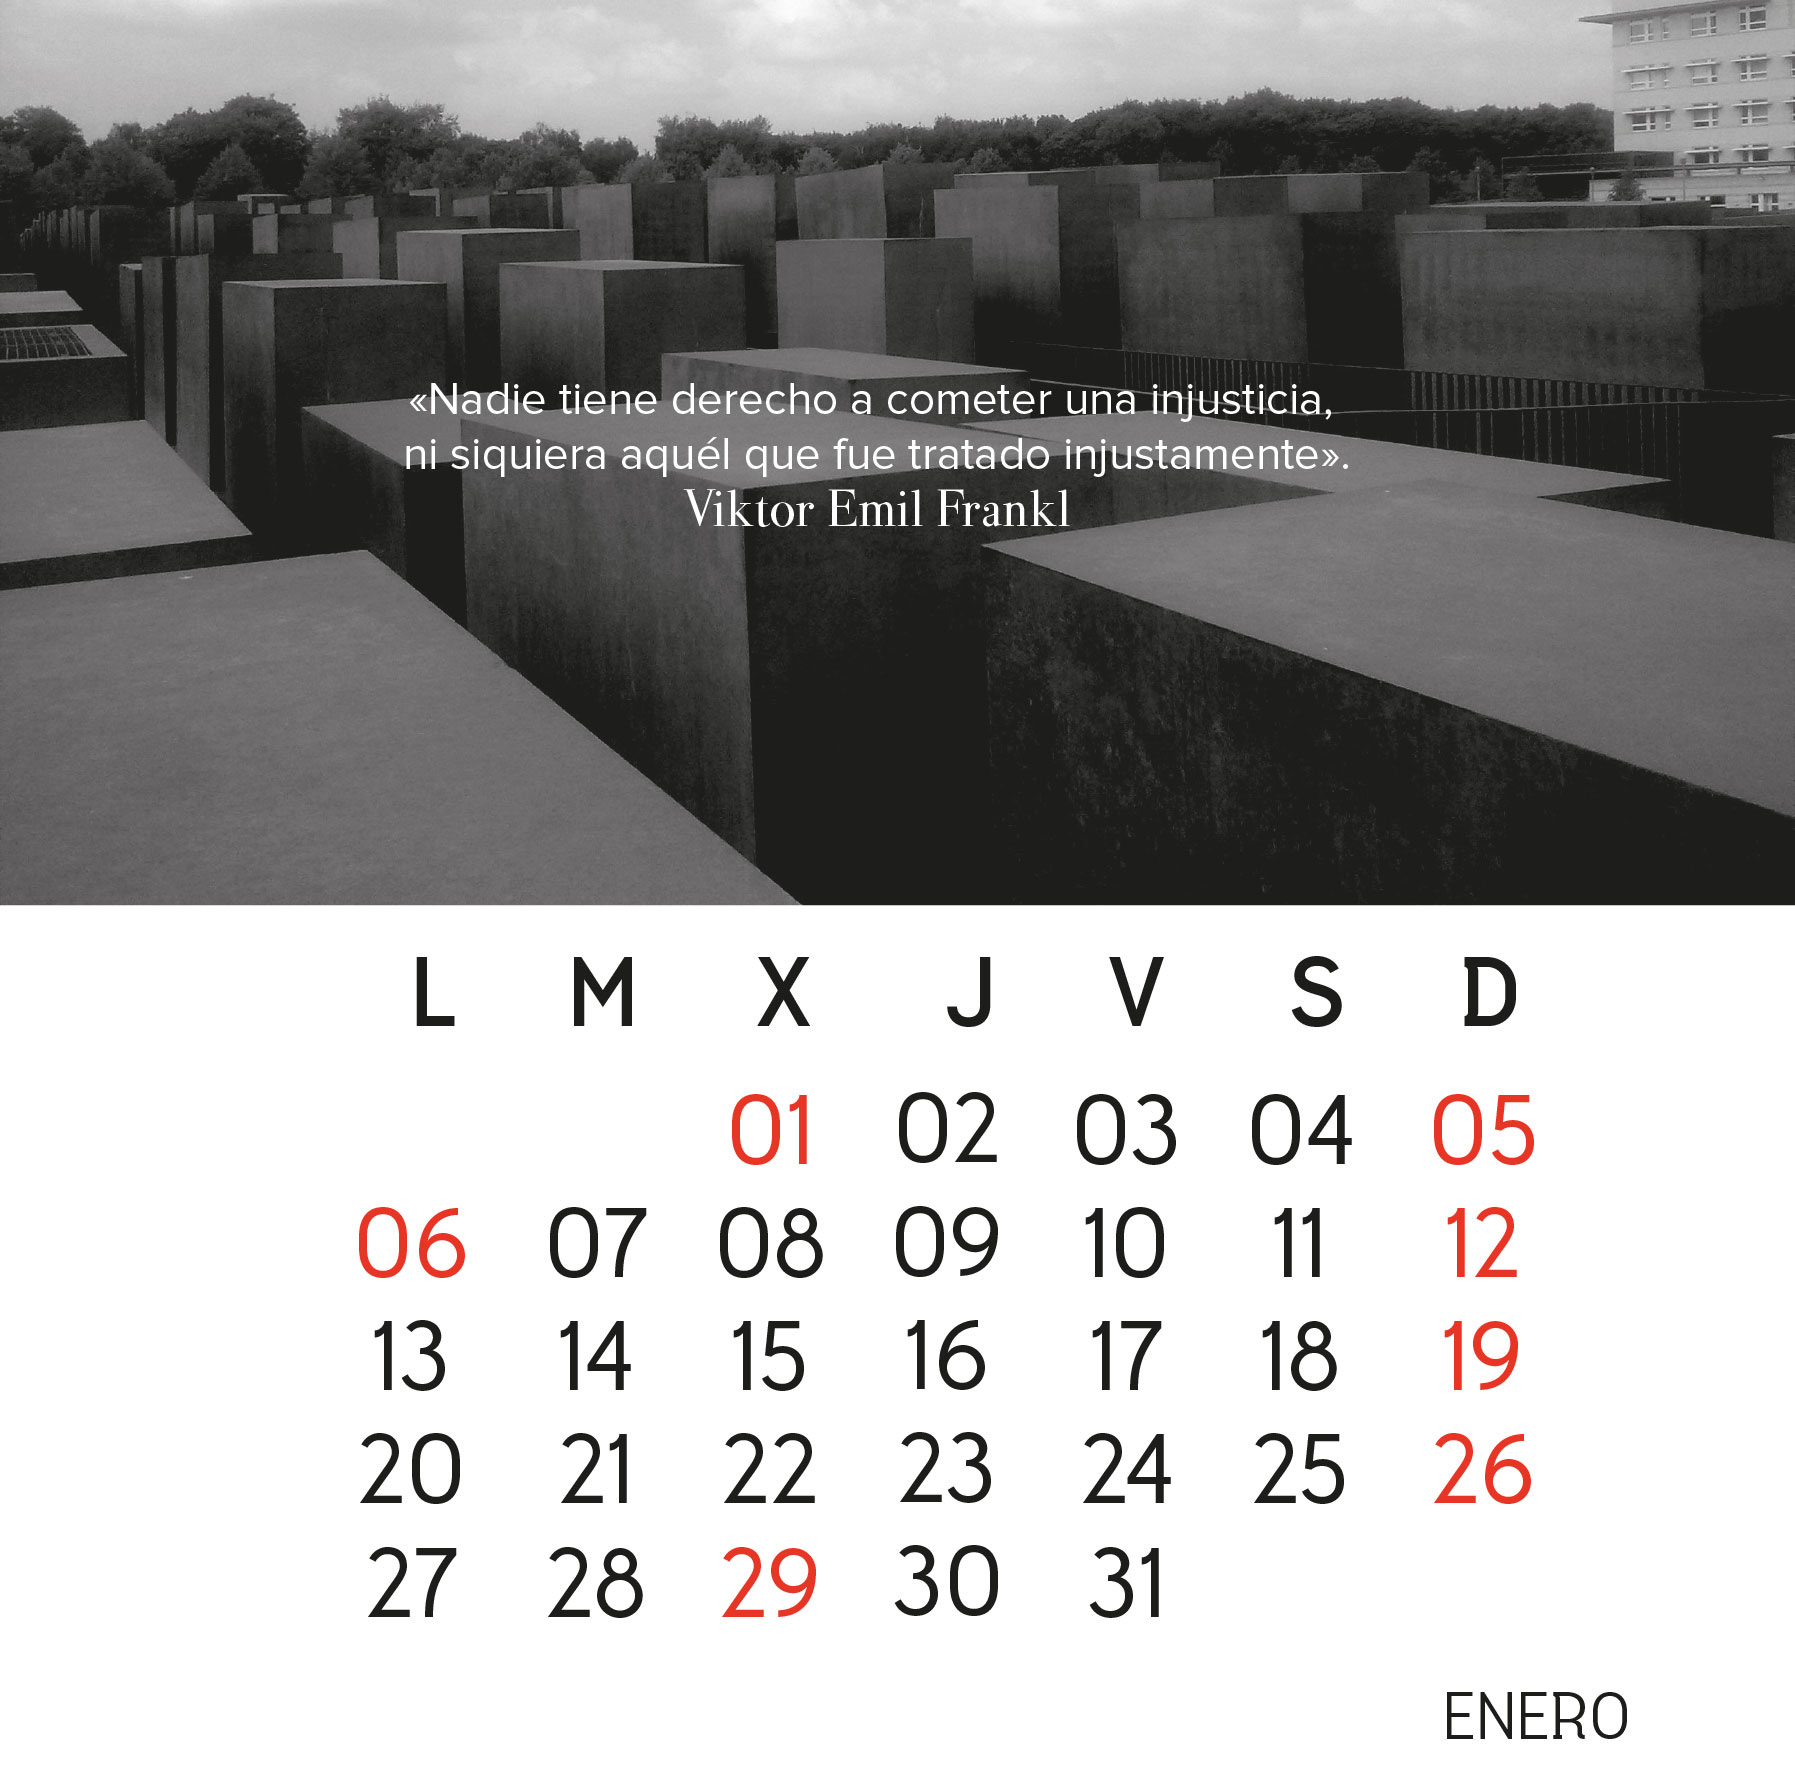 «Nadie tiene derecho a cometer una injusticia,
ni siquiera aquél que fue tratado injustamente».
Viktor Emil Frankl
L M X J V S D
01 02 03 04 05
06 07 08 09 10 11 12
13 14 15 16 17 18 19
20 21 22 23 24 25 26
27 28 29 30 31
ENERO